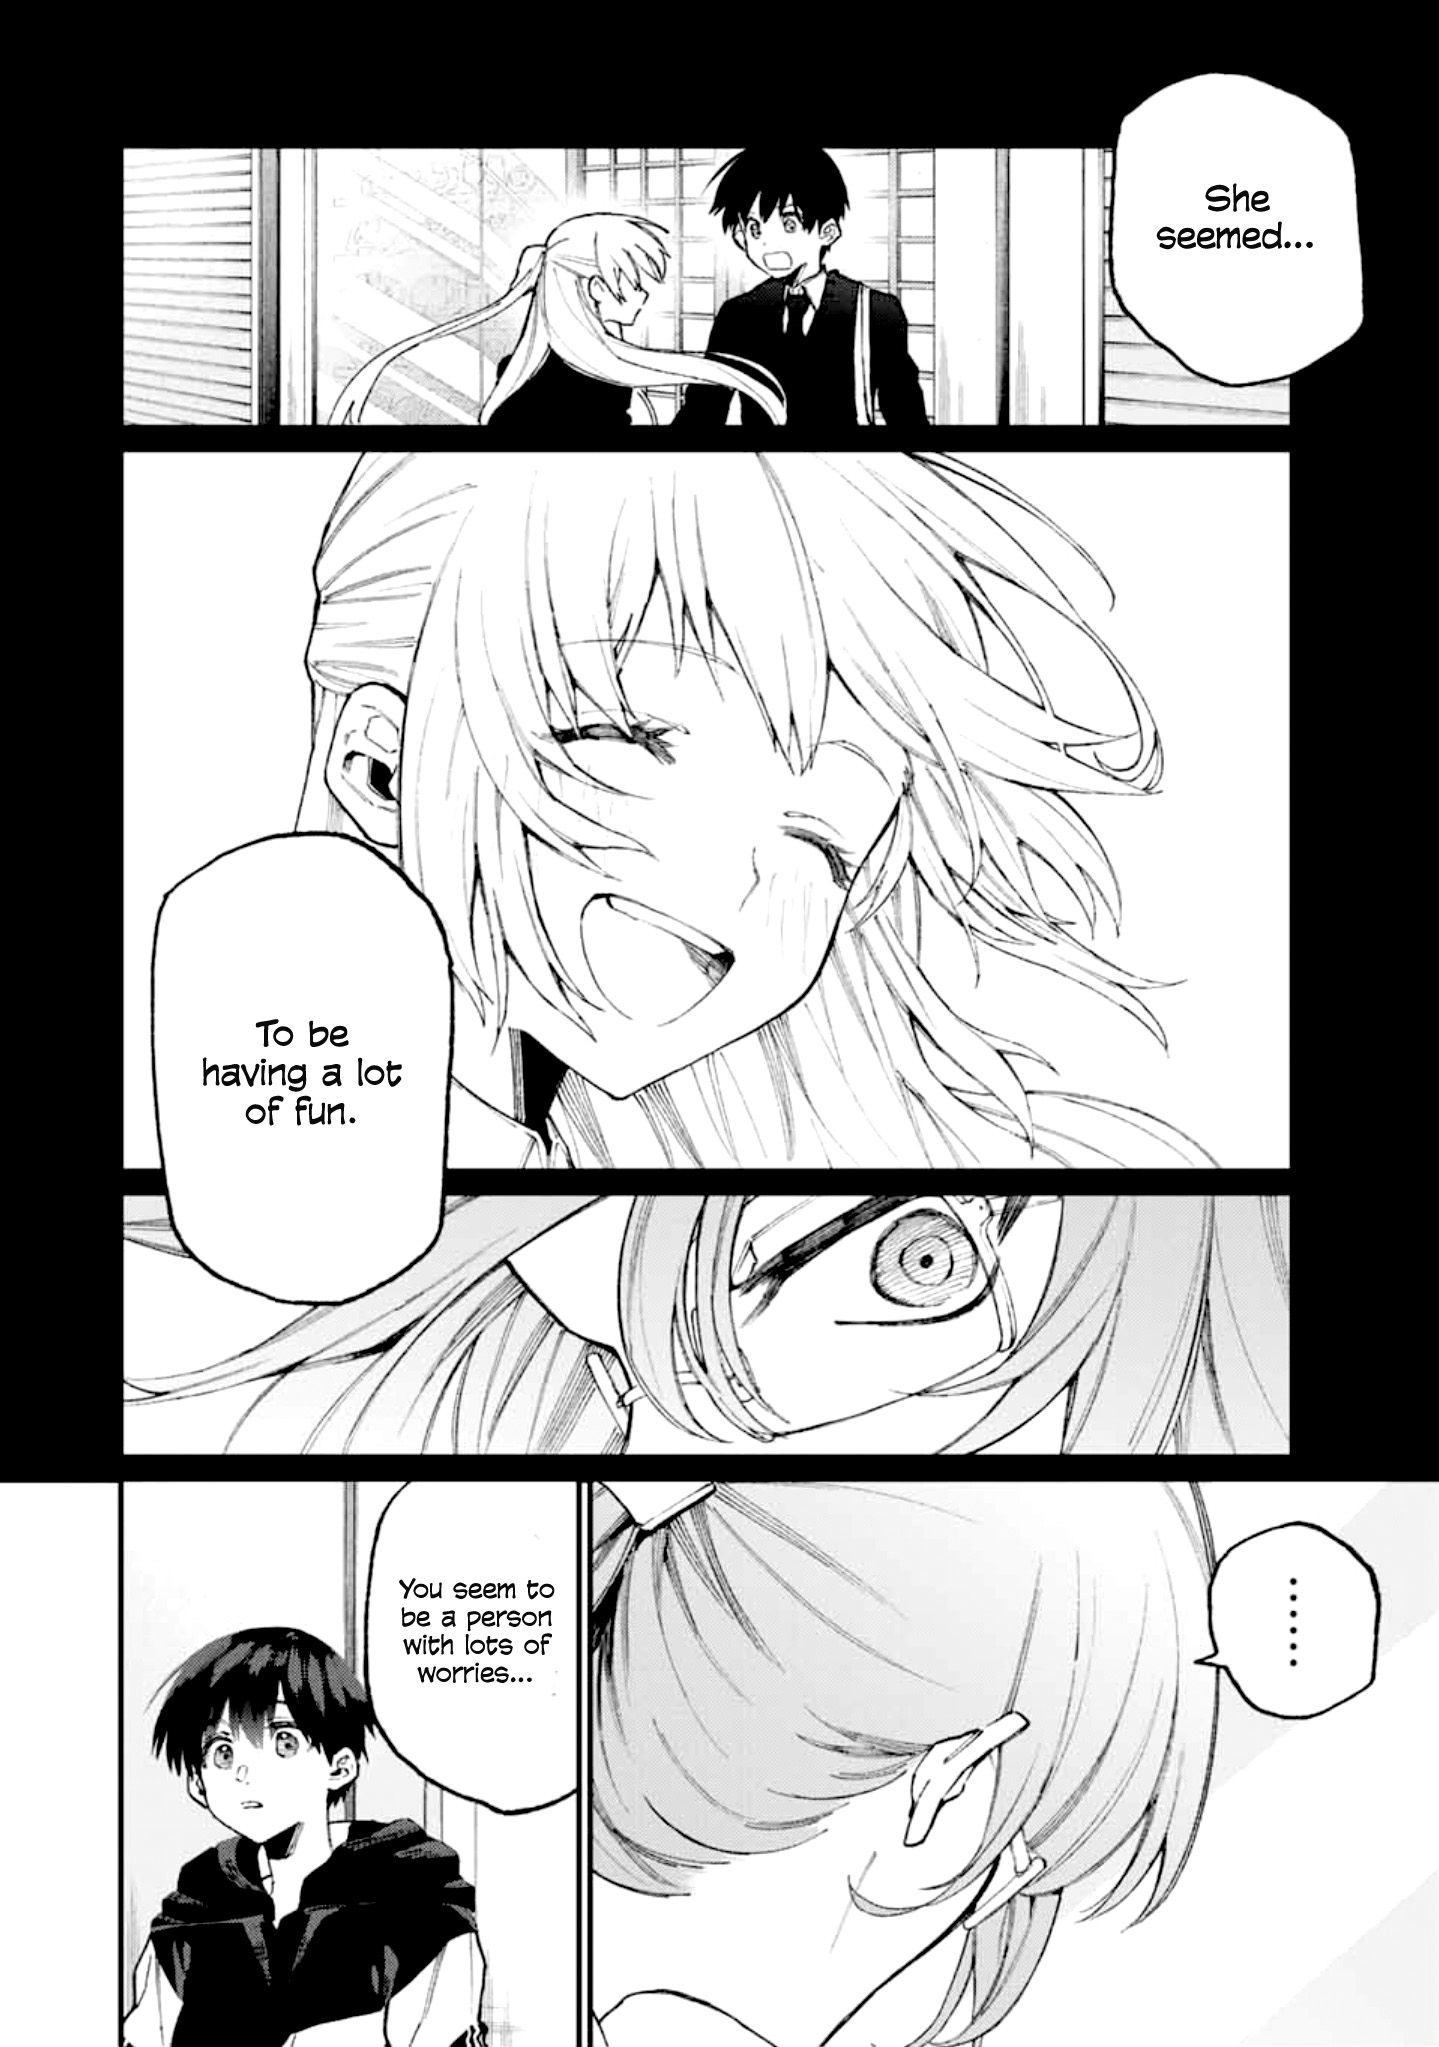 She
seemed...
To be
having a lot
of fun.
......
You seem to
be a person
with lots of
worries...